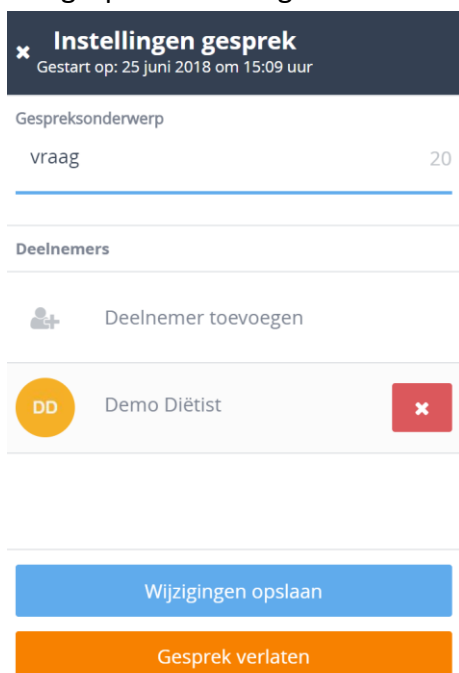 Instellingen gesprek
Gestart op: 25 juni 2018 om 15:09 uur
Gespreksonderwerp
vraag 20
Deelnemers
Deelnemer toevoegen
DD Demo Diëtist
Wijzigingen opslaan
Gesprek verlaten